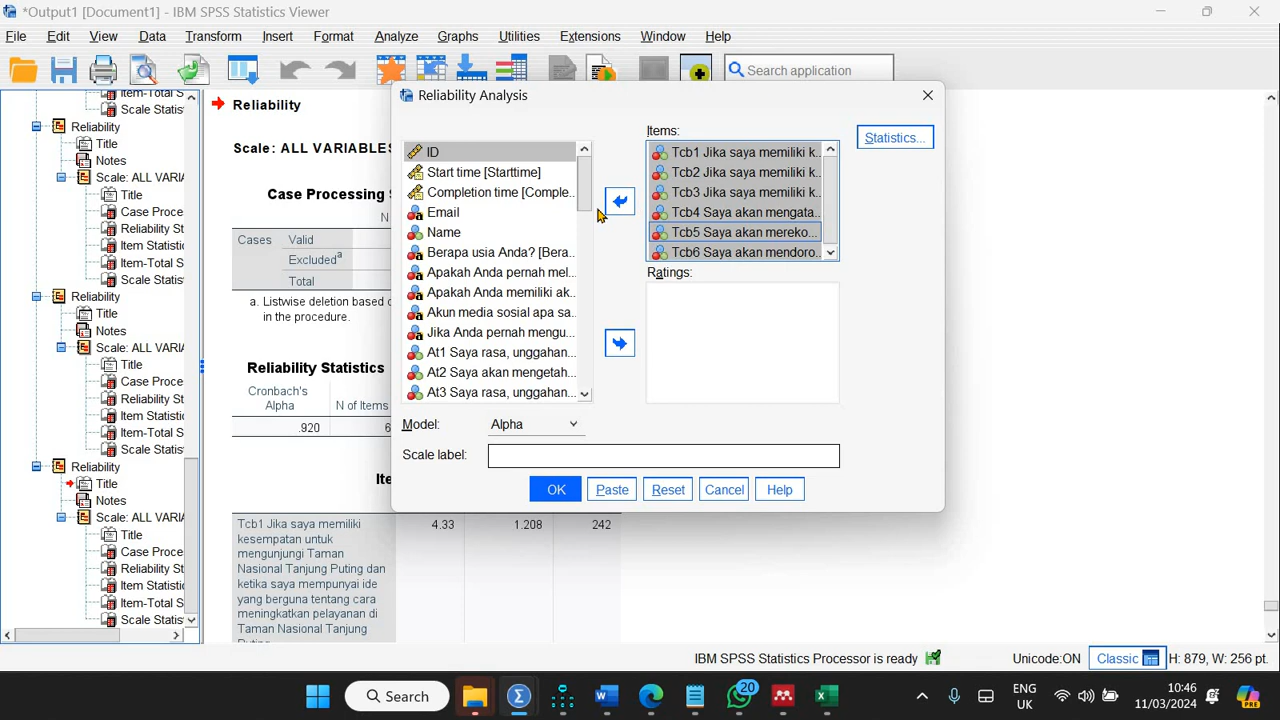 *Output1 [Document1] - IBM SPSS Statistics Viewer
File Edit View Data Transform Insert Format Analyze Graphs Utilities Extensions Window Help
Search application
Item-Total S
Scale Statis
Reliability
Title
Notes
Scale: ALL VARIA
Title
Case Proce
Reliability St
Item Statisti
Item-Total S
Scale Statis
Reliability
Title
Notes
Scale: ALL VARIA
Title
Case Proce
Reliability St
Item Statisti
Item-Total S
Scale Statis
Reliability
Title
Notes
Scale: ALL VARIA
Title
Case Proce
Reliability St
Item Statisti
Item-Total S
Scale Statis
Reliability
Scale: ALL VARIABLES
Case Processing S
N
Cases Valid
Excludedᵃ
Total
a. Listwise deletion based o
in the procedure.
Reliability Statistics
Cronbach's
Alpha N of Items
.920 6
Ite
Tcb1 Jika saya memiliki 4.33 1.208 242
kesempatan untuk
mengunjungi Taman
Nasional Tanjung Puting dan
ketika saya mempunyai ide
yang berguna tentang cara
meningkatkan pelayanan di
Taman Nasional Tanjung
Reliability Analysis
ID
Start time [Starttime]
Completion time [Comple..
Email
Name
Berapa usia Anda? [Bera..
Apakah Anda pernah mel...
Apakah Anda memiliki ak...
Akun media sosial apa sa..
Jika Anda pernah mengu...
At1 Saya rasa, unggahan...
At2 Saya akan mengetah...
At3 Saya rasa, unggahan...
Items:
Tcb1 Jika saya memiliki k..
Tcb2 Jika saya memiliki k..
Tcb3 Jika saya memiliki k..
Tcb4 Saya akan mengata..
Tcb5 Saya akan mereko...
Tcb6 Saya akan mendoro..
Ratings:
Statistics...
Model: Alpha
Scale label:
OK Paste Reset Cancel Help
IBM SPSS Statistics Processor is ready Unicode:ON Classic H: 879, W: 256 pt.
Search
20
ENG
UK
10:46
11/03/2024
PRE